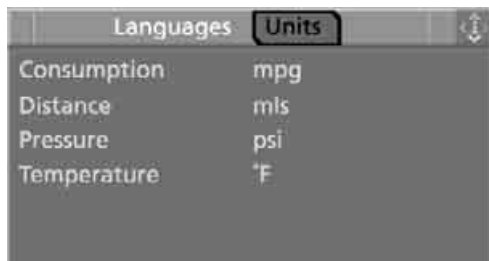 Languages Units
Consumption mpg
Distance mls
Pressure psi
Temperature °F